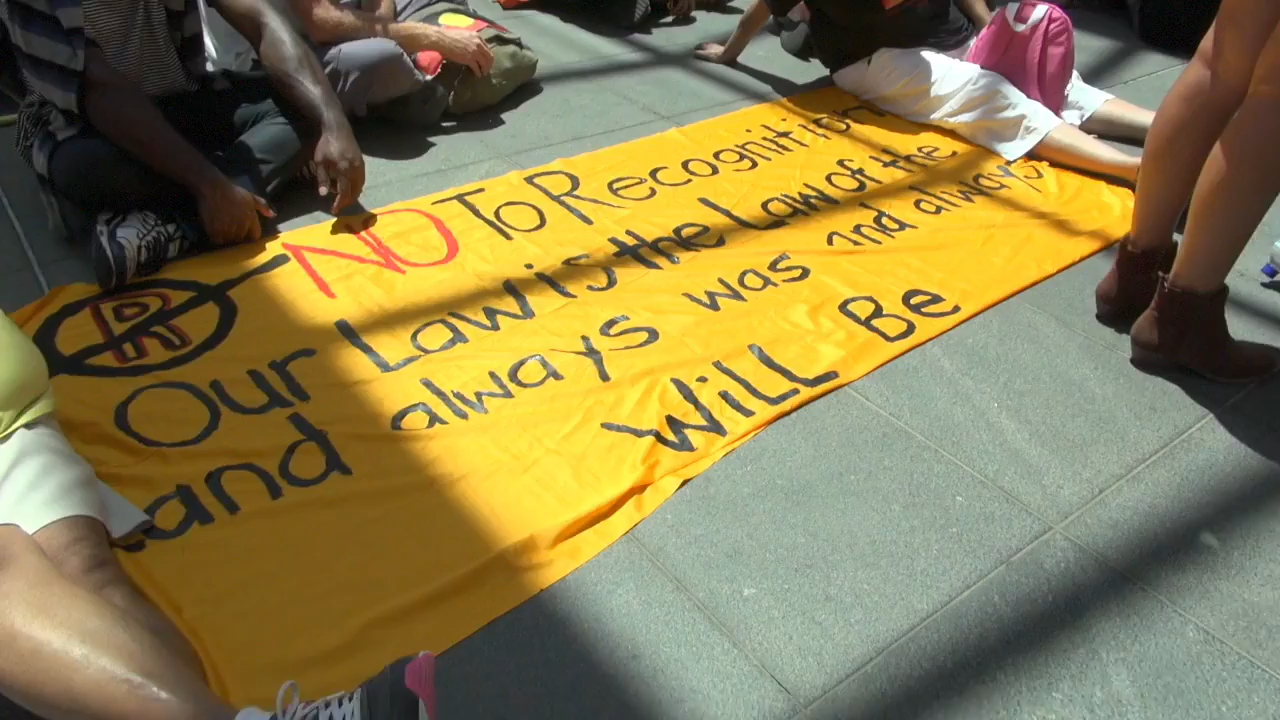 R NO To Recognition
Our Law is the Law of the
Land always was and always
WiLL Be